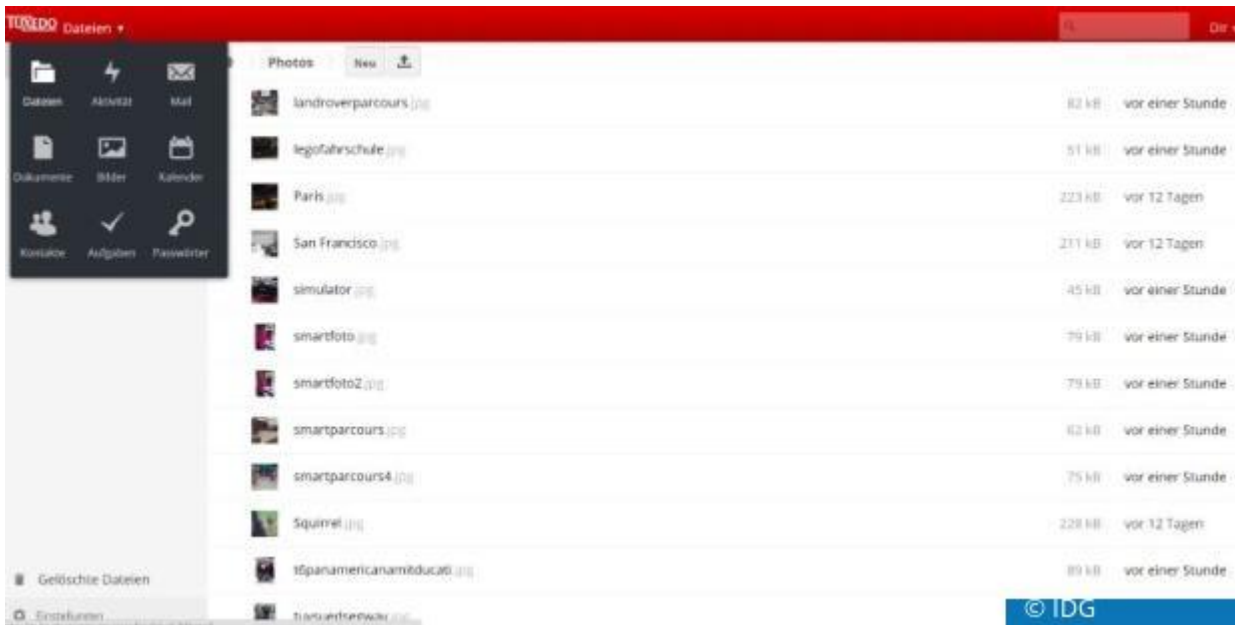 TUXEDO Dateien ▾
Photos Neu
Dateien Aktivität Mail
Dokumente Bilder Kalender
Kontakte Aufgaben Passwörter
landroverparcours.jpg 82 kB vor einer Stunde
legofahrschule.jpg 51 kB vor einer Stunde
Paris.jpg 223 kB vor 12 Tagen
San Francisco.jpg 211 kB vor 12 Tagen
simulator.jpg 45 kB vor einer Stunde
smartfoto.jpg 79 kB vor einer Stunde
smartfoto2.jpg 79 kB vor einer Stunde
smartparcours.jpg 62 kB vor einer Stunde
smartparcours4.jpg 75 kB vor einer Stunde
Squirrel.jpg 228 kB vor 12 Tagen
t6panamericanamitducati.jpg 89 kB vor einer Stunde
Gelöschte Dateien
Einstellungen
© IDG